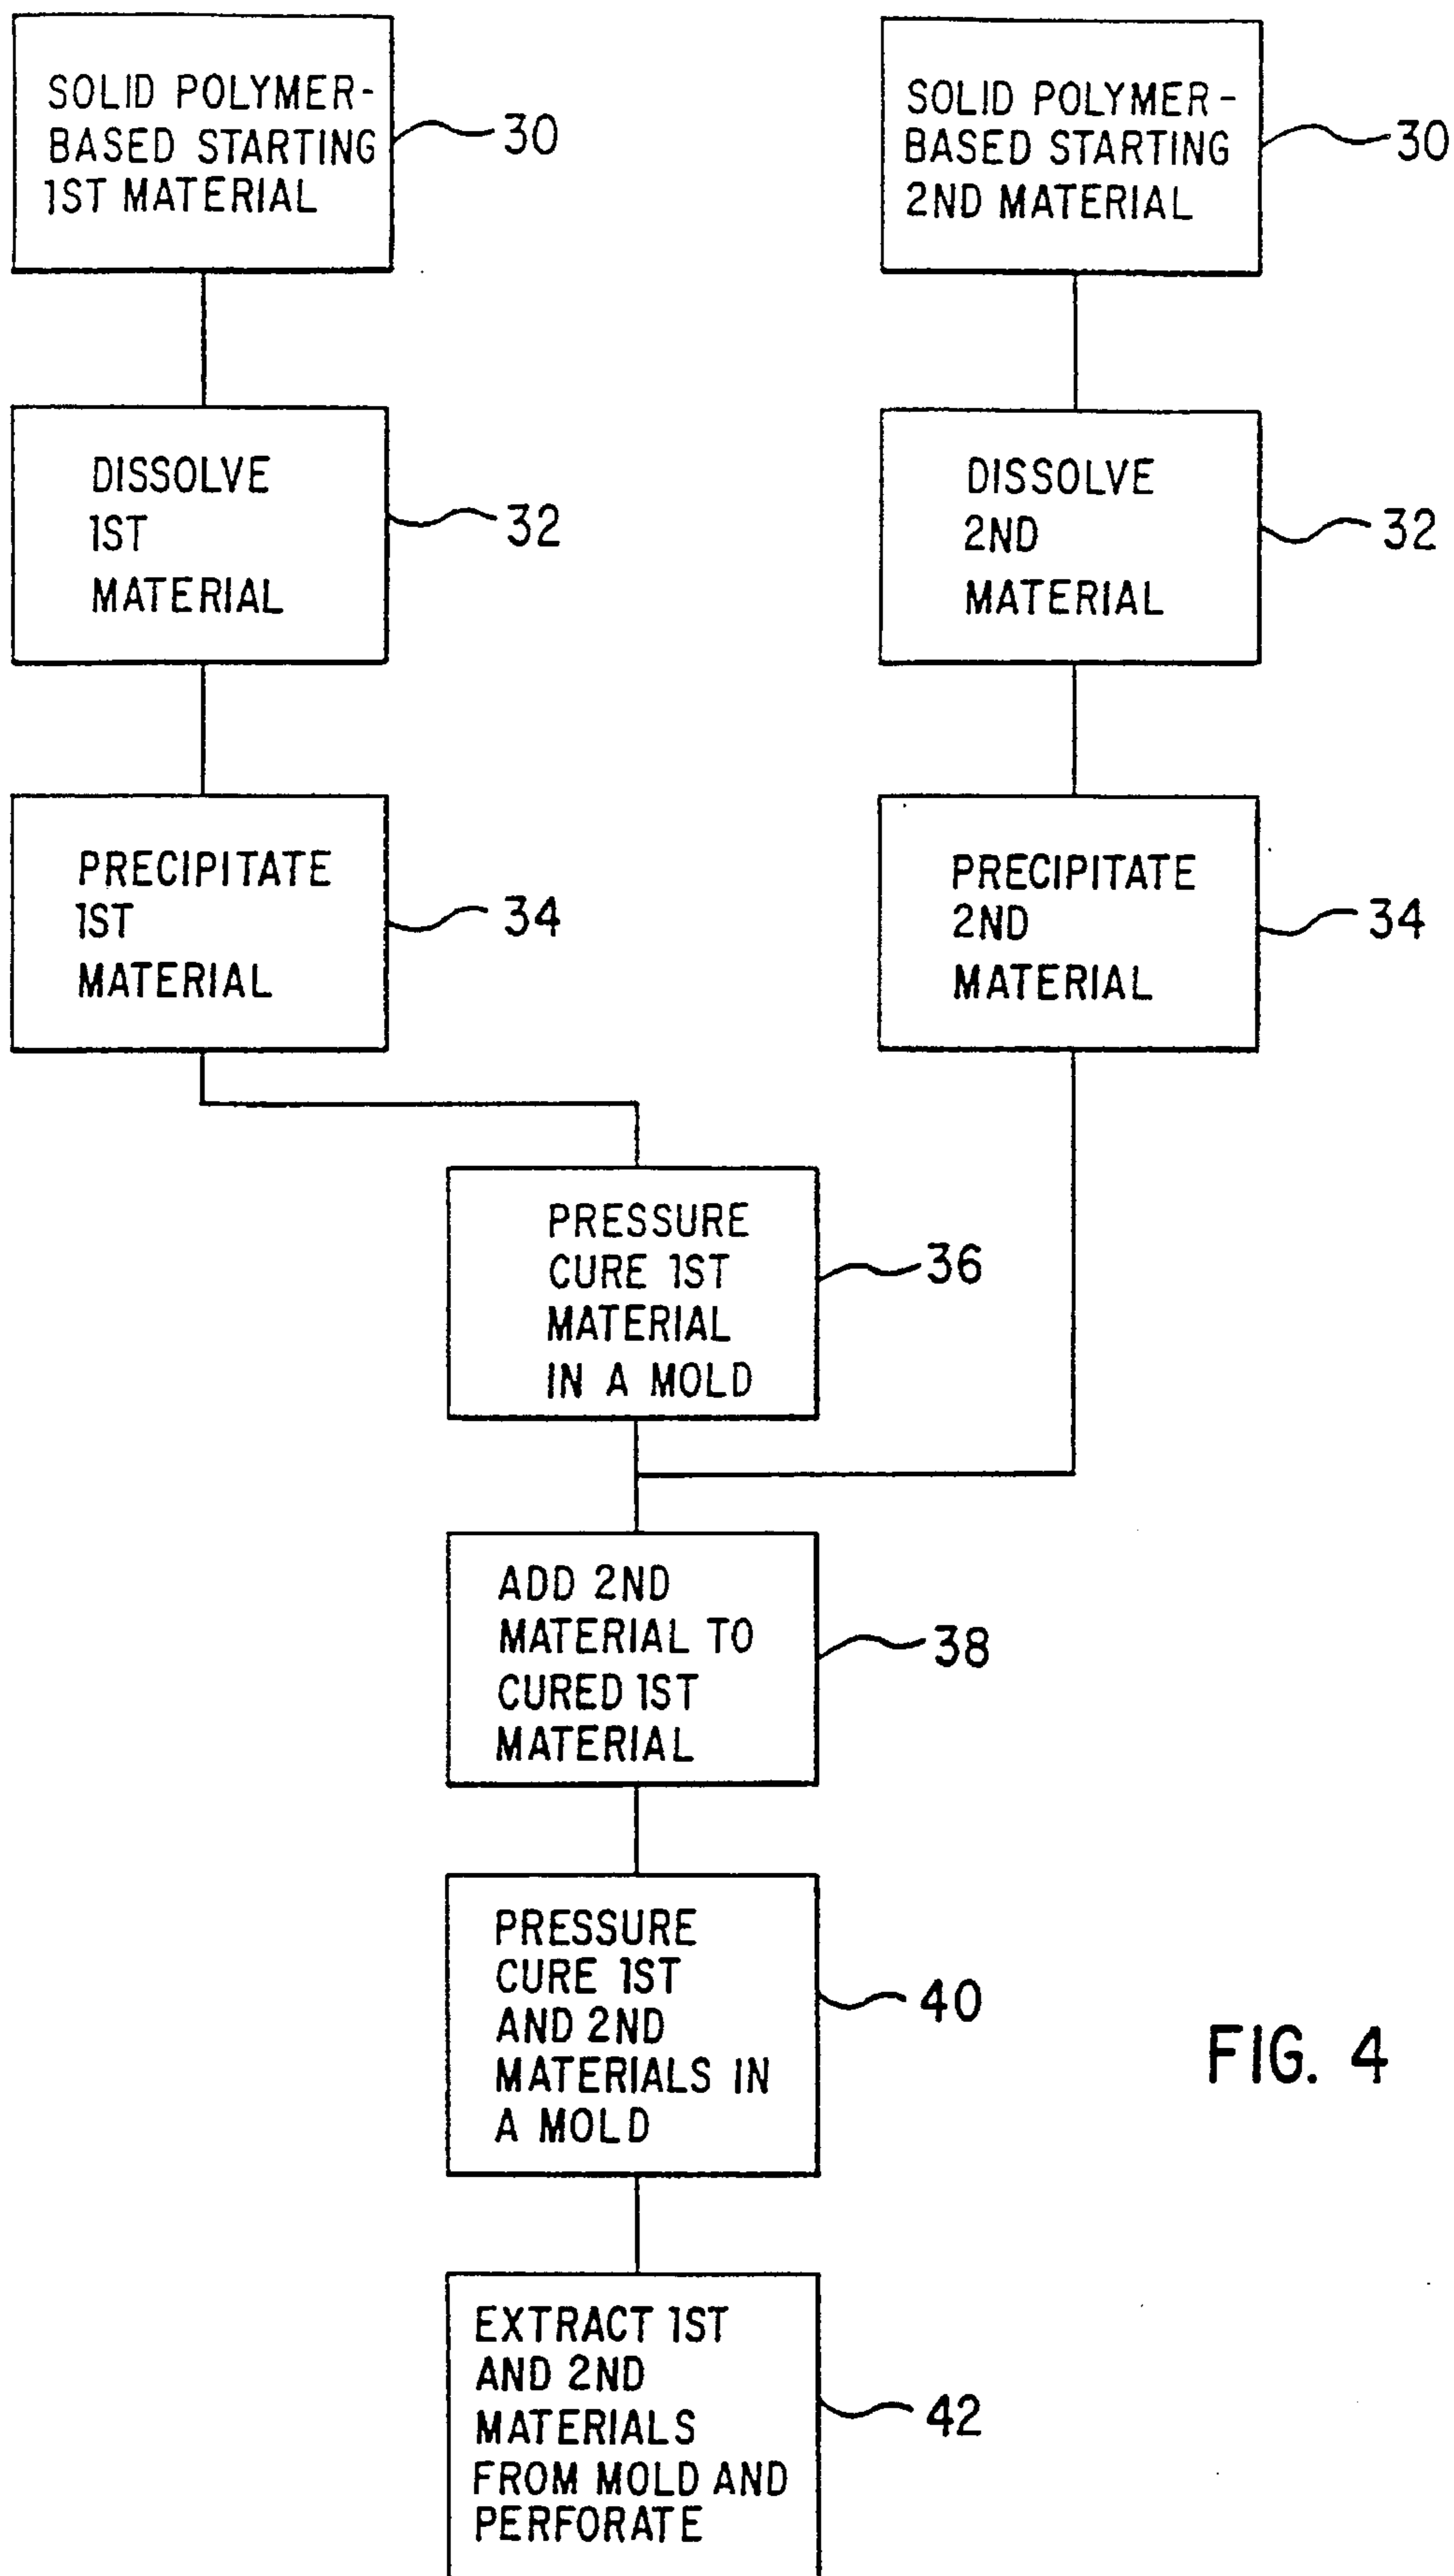 SOLID POLYMER-
BASED STARTING
1ST MATERIAL
30
SOLID POLYMER-
BASED STARTING
2ND MATERIAL
30
DISSOLVE
1ST
MATERIAL
32
DISSOLVE
2ND
MATERIAL
32
PRECIPITATE
1ST
MATERIAL
34
PRECIPITATE
2ND
MATERIAL
34
PRESSURE
CURE 1ST
MATERIAL
IN A MOLD
36
ADD 2ND
MATERIAL TO
CURED 1ST
MATERIAL
38
PRESSURE
CURE 1ST
AND 2ND
MATERIALS IN
A MOLD
40
FIG. 4
EXTRACT 1ST
AND 2ND
MATERIALS
FROM MOLD AND
PERFORATE
42